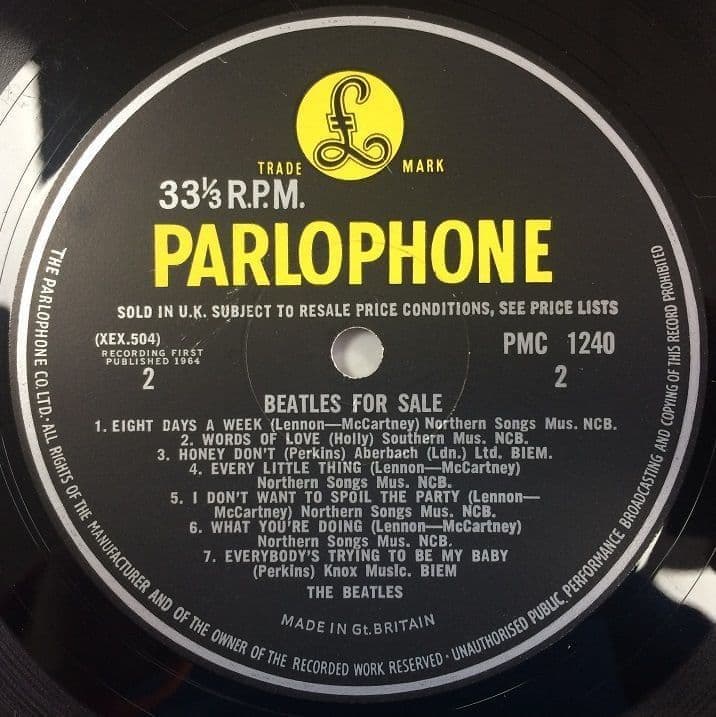 TRADE MARK
33⅓ R.P.M.
PARLOPHONE
SOLD IN U.K. SUBJECT TO RESALE PRICE CONDITIONS, SEE PRICE LISTS
(XEX.504)
RECORDING FIRST
PUBLISHED 1964
2
PMC 1240
2
BEATLES FOR SALE
1. EIGHT DAYS A WEEK (Lennon—McCartney) Northern Songs Mus. NCB.
2. WORDS OF LOVE (Holly) Southern Mus. NCB.
3. HONEY DON'T (Perkins) Aberbach (Ldn.) Ltd. BIEM.
4. EVERY LITTLE THING (Lennon—McCartney)
Northern Songs Mus. NCB.
5. I DON'T WANT TO SPOIL THE PARTY (Lennon—
McCartney) Northern Songs Mus. NCB.
6. WHAT YOU'RE DOING (Lennon—McCartney)
Northern Songs Mus. NCB.
7. EVERYBODY'S TRYING TO BE MY BABY
(Perkins) Knox Music. BIEM
THE BEATLES
MADE IN Gt. BRITAIN
THE PARLOPHONE CO. LTD. · ALL RIGHTS OF THE MANUFACTURER AND OF THE OWNER OF THE RECORDED WORK RESERVED · UNAUTHORISED PUBLIC PERFORMANCE BROADCASTING AND COPYING OF THIS RECORD PROHIBITED